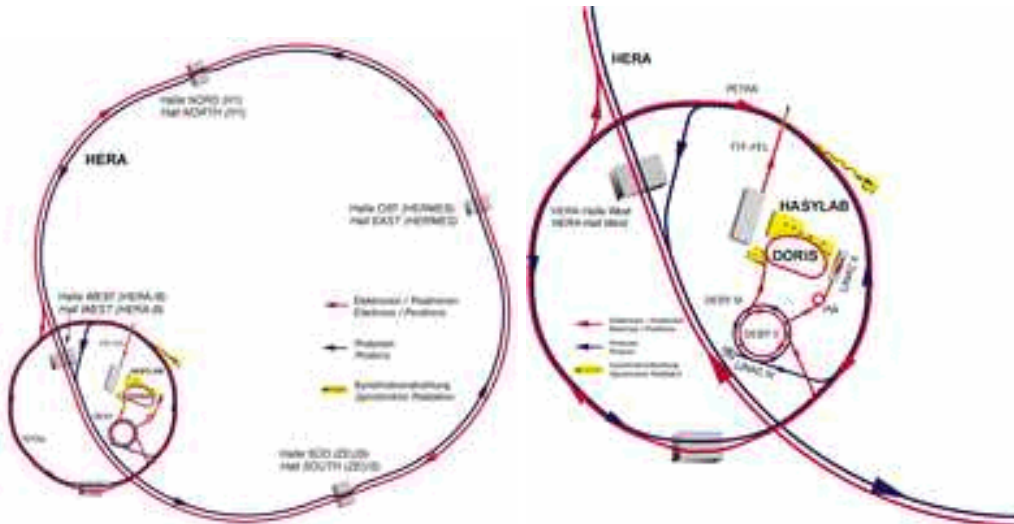 Halle NORD (H1)
Hall NORTH (H1)
HERA
Halle OST (HERMES)
Hall EAST (HERMES)
Halle WEST (HERA-B)
Hall WEST (HERA-B)
Elektronen / Positronen
Electrons / Positrons
Protonen
Protons
Synchrotronstrahlung
Synchrotron Radiation
HASYLAB
Halle SÜD (ZEUS)
Hall SOUTH (ZEUS)
HERA
PETRA
HASYLAB
HERA Halle West
HERA Hall West
DORIS
LINAC II
PIA
DESY III
DESY II
Elektronen / Positronen
Electrons / Positrons
Protonen
Protons
Synchrotronstrahlung
Synchrotron Radiation
LINAC III